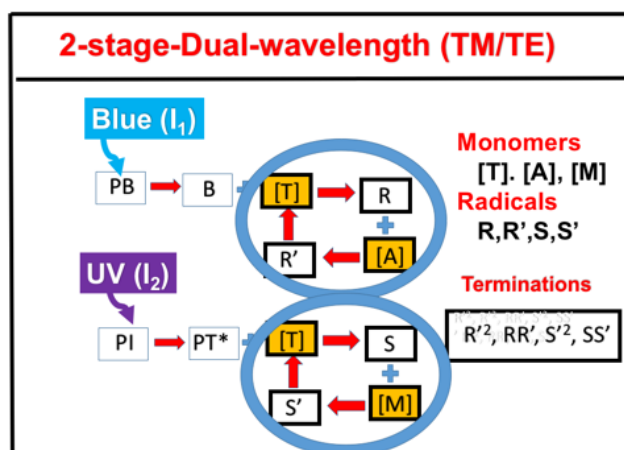 2-stage-Dual-wavelength (TM/TE)
Blue (I₁)
PB
B
[T]
R
R’
[A]
Monomers
[T]. [A], [M]
Radicals
R,R’,S,S’
UV (I₂)
PI
PT*
[T]
S
S’
[M]
Terminations
R’², RR’, S’², SS’